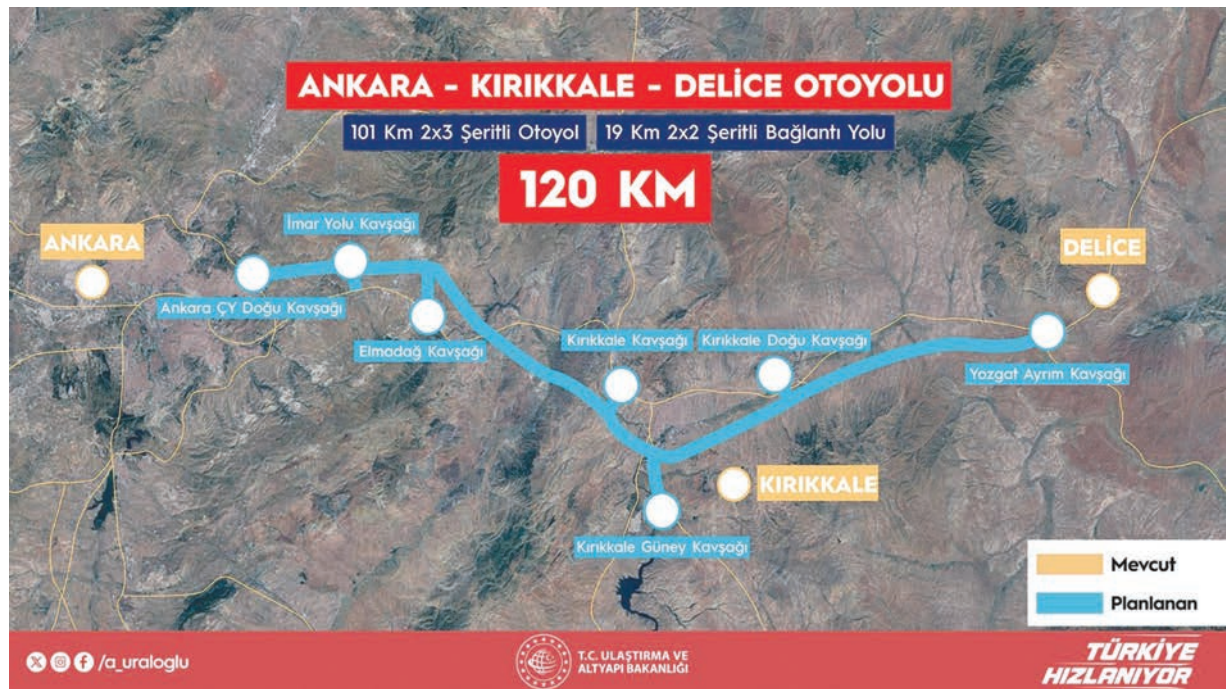 ANKARA - KIRIKKALE - DELİCE OTOYOLU
101 Km 2x3 Şeritli Otoyol
19 Km 2x2 Şeritli Bağlantı Yolu
120 KM
ANKARA
İmar Yolu Kavşağı
DELİCE
Ankara ÇY Doğu Kavşağı
Elmadağ Kavşağı
Kırıkkale Kavşağı
Kırıkkale Doğu Kavşağı
Yozgat Ayrım Kavşağı
KIRIKKALE
Kırıkkale Güney Kavşağı
Mevcut
Planlanan
/a_uraloglu
T.C. ULAŞTIRMA VE
ALTYAPI BAKANLIĞI
TÜRKİYE
HIZLANIYOR